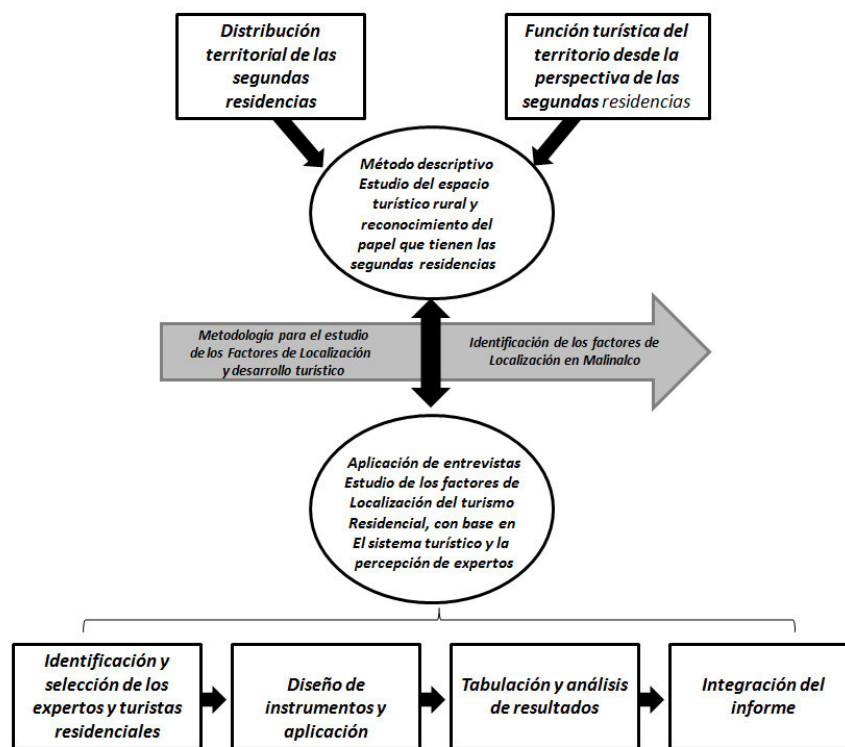 Distribución
territorial de las
segundas
residencias
Función turística del
territorio desde la
perspectiva de las
segundas residencias
Método descriptivo
Estudio del espacio
turístico rural y
reconocimiento del
papel que tienen las
segundas residencias
Metodología para el estudio
de los Factores de Localización
y desarrollo turístico
Identificación de los factores de
Localización en Malinalco
Aplicación de entrevistas
Estudio de los factores de
Localización del turismo
Residencial, con base en
El sistema turístico y la
percepción de expertos
Identificación y
selección de los
expertos y turistas
residenciales
Diseño de
instrumentos y
aplicación
Tabulación y análisis
de resultados
Integración del
informe